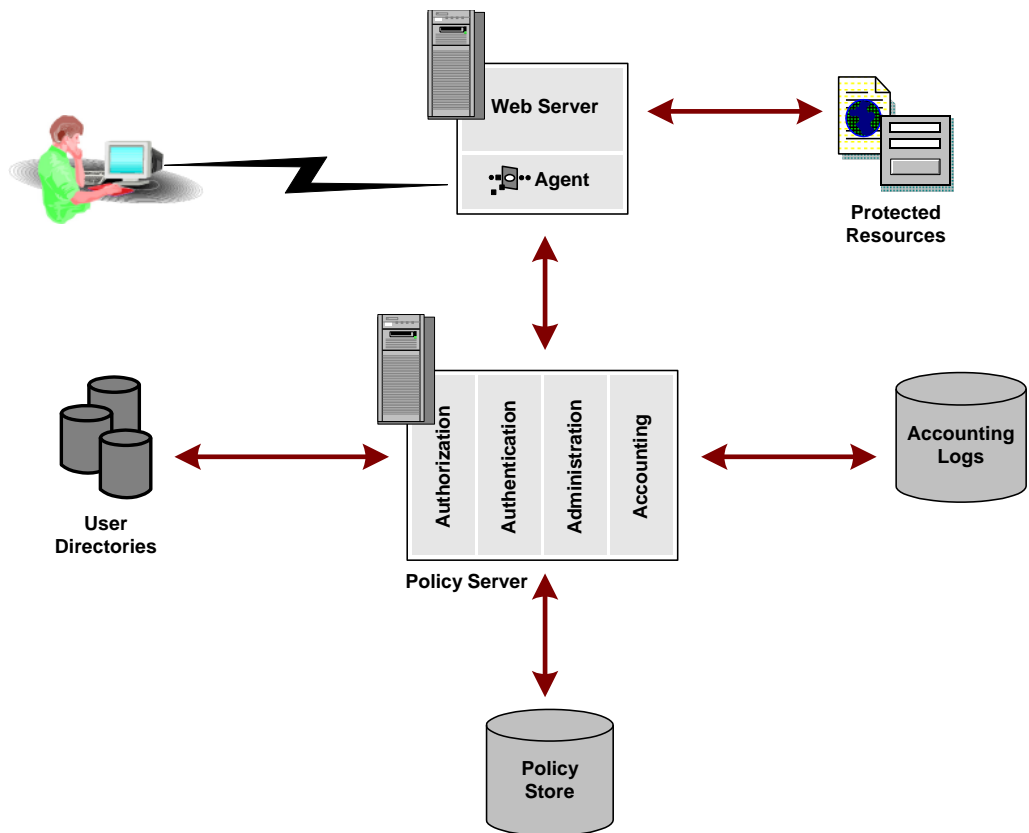 Web Server
Agent
Protected
Resources
Authorization
Authentication
Administration
Accounting
User
Directories
Accounting
Logs
Policy Server
Policy
Store